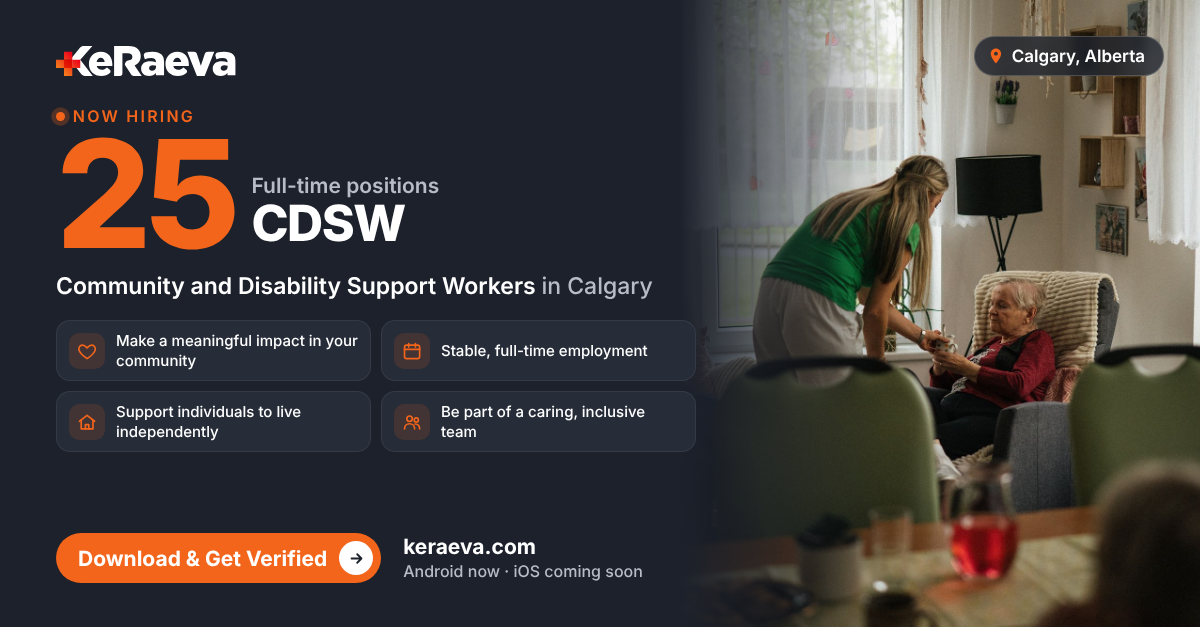 KeRaeva
Calgary, Alberta
NOW HIRING
25
Full-time positions
CDSW
Community and Disability Support Workers in Calgary
Make a meaningful impact in your
community
Stable, full-time employment
Support individuals to live
independently
Be part of a caring, inclusive
team
Download & Get Verified
keraeva.com
Android now · iOS coming soon